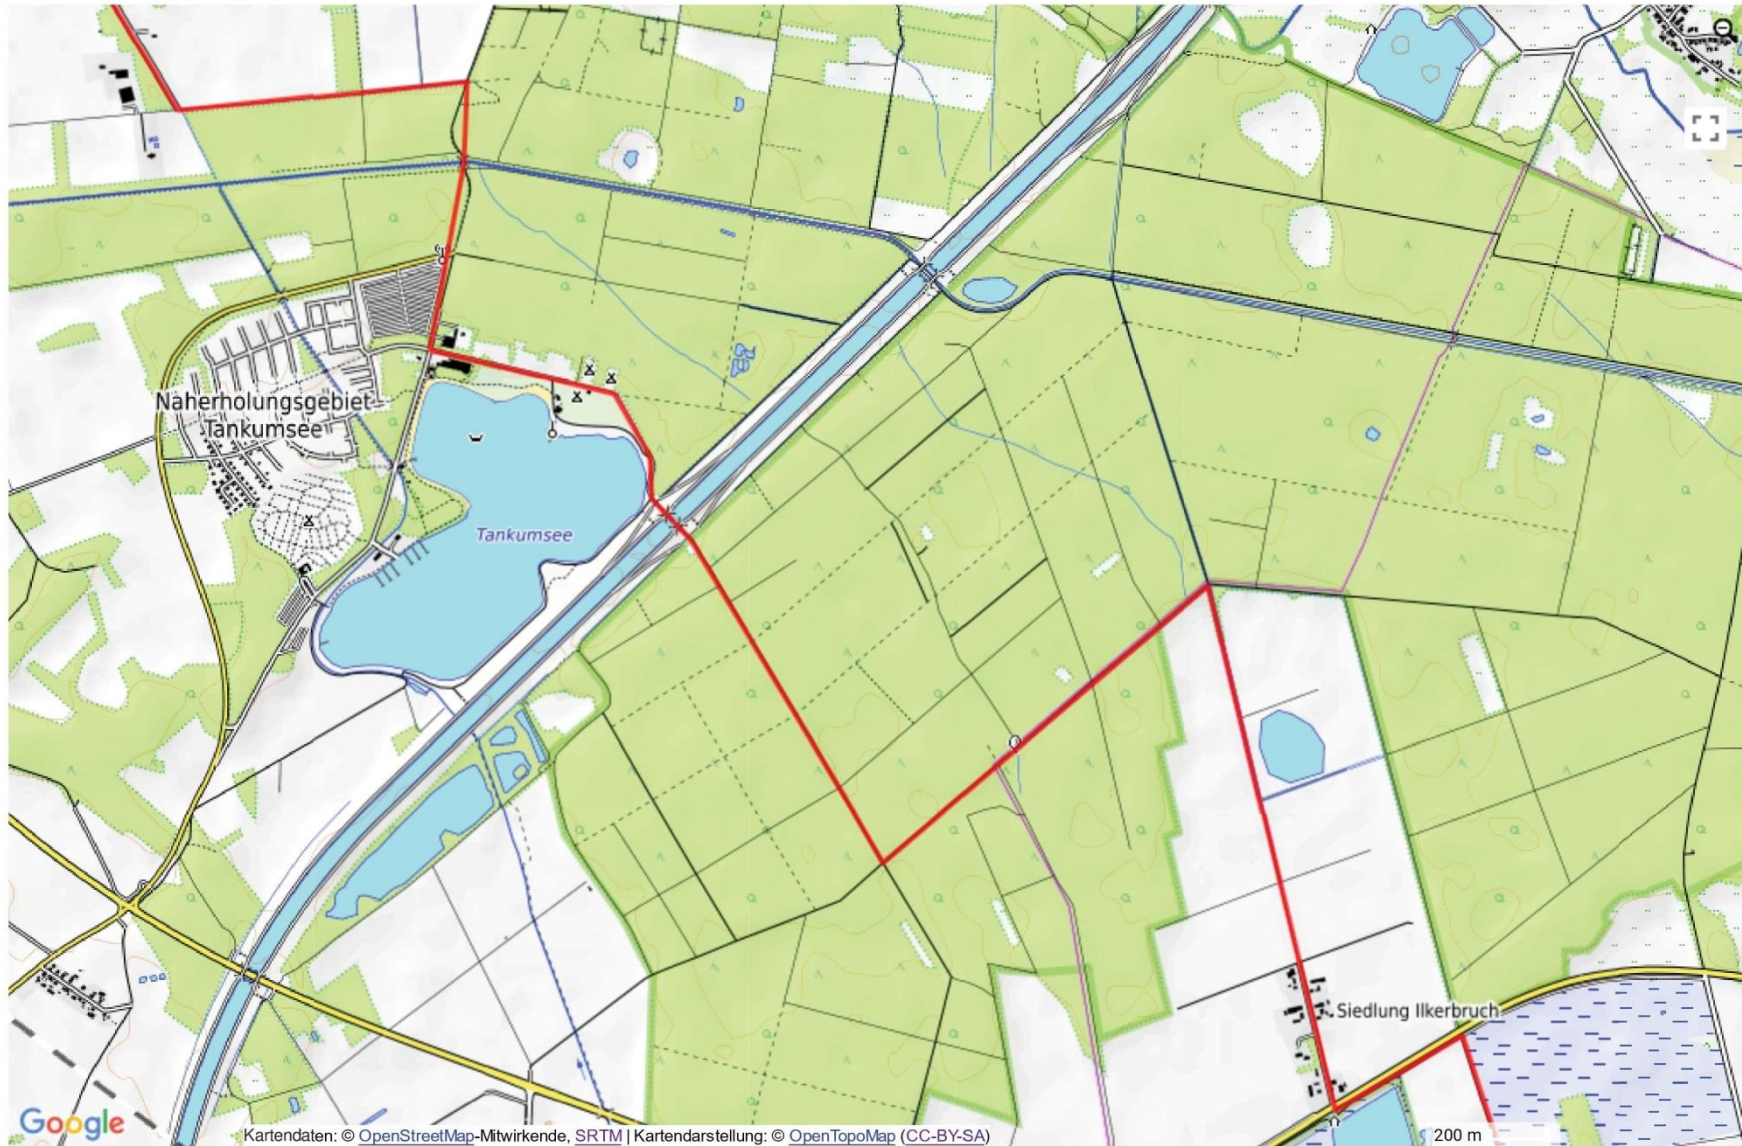 Naherholungsgebiet
Tankumsee
Tankumsee
Siedlung Ilkerbruch
Google
Kartendaten: © OpenStreetMap-Mitwirkende, SRTM | Kartendarstellung: © OpenTopoMap (CC-BY-SA)
200 m